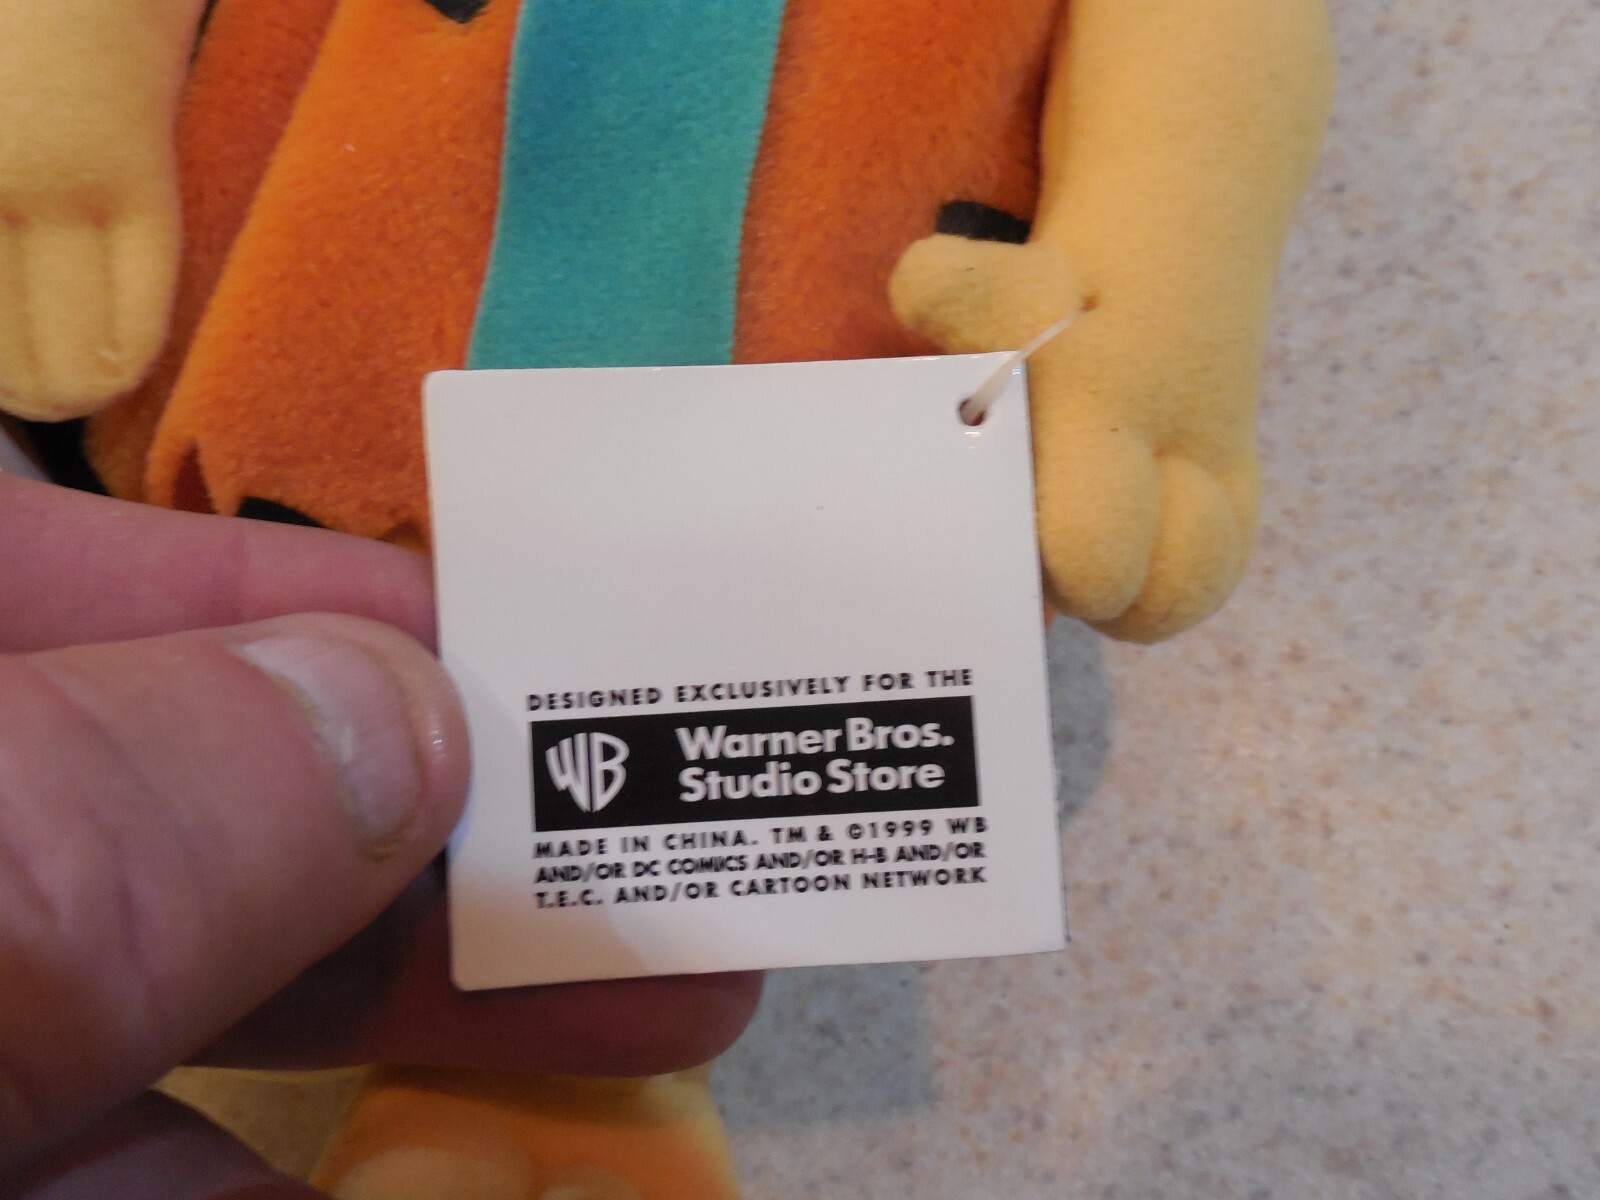 DESIGNED EXCLUSIVELY FOR THE
WB Warner Bros.
Studio Store
MADE IN CHINA. TM & ©1999 WB
AND/OR DC COMICS AND/OR H-B AND/OR
T.E.C. AND/OR CARTOON NETWORK